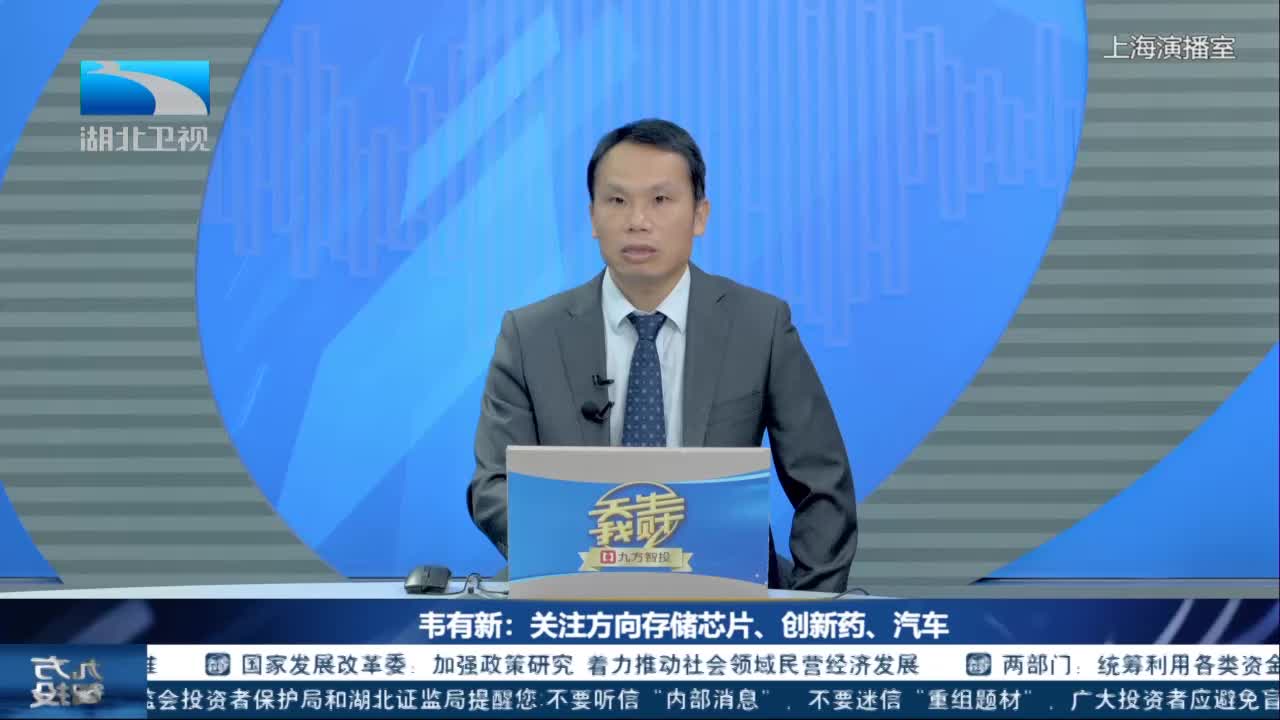 上海演播室
湖北卫视
天生我财
九方智投
韦有新：关注方向存储芯片、创新药、汽车
国家发展改革委：加强政策研究 着力推动社会领域民营经济发展
两部门：统筹利用各类资金
监会投资者保护局和湖北证监局提醒您：不要听信“内部消息”，不要迷信“重组题材”，广大投资者应避免盲